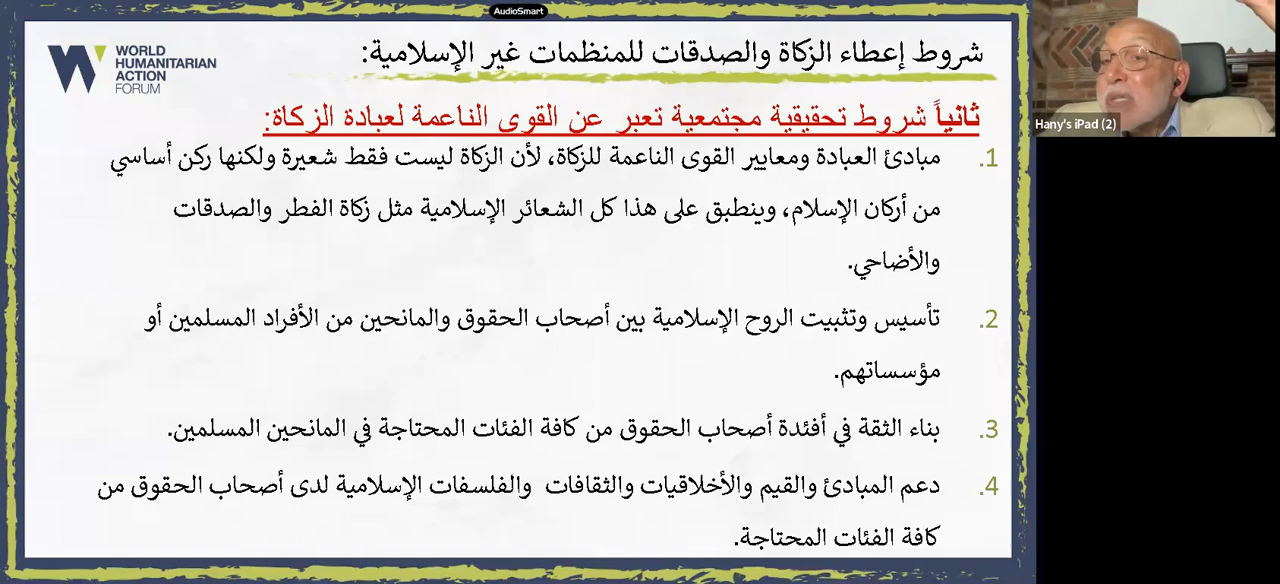 AudioSmart
WORLD
HUMANITARIAN
ACTION
FORUM
شروط إعطاء الزكاة والصدقات للمنظمات غير الإسلامية:
ثانياً شروط تحقيقية مجتمعية تعبر عن القوى الناعمة لعبادة الزكاة:
1. مبادئ العبادة ومعايير القوى الناعمة للزكاة، لأن الزكاة ليست فقط شعيرة ولكنها ركن أساسي
من أركان الإسلام، وينطبق على هذا كل الشعائر الإسلامية مثل زكاة الفطر والصدقات
والأضاحي.
2. تأسيس وتثبيت الروح الإسلامية بين أصحاب الحقوق والمانحين من الأفراد المسلمين أو
مؤسساتهم.
3. بناء الثقة في أفئدة أصحاب الحقوق من كافة الفئات المحتاجة في المانحين المسلمين.
4. دعم المبادئ والقيم والأخلاقيات والثقافات والفلسفات الإسلامية لدى أصحاب الحقوق من
كافة الفئات المحتاجة.
Hany's iPad (2)